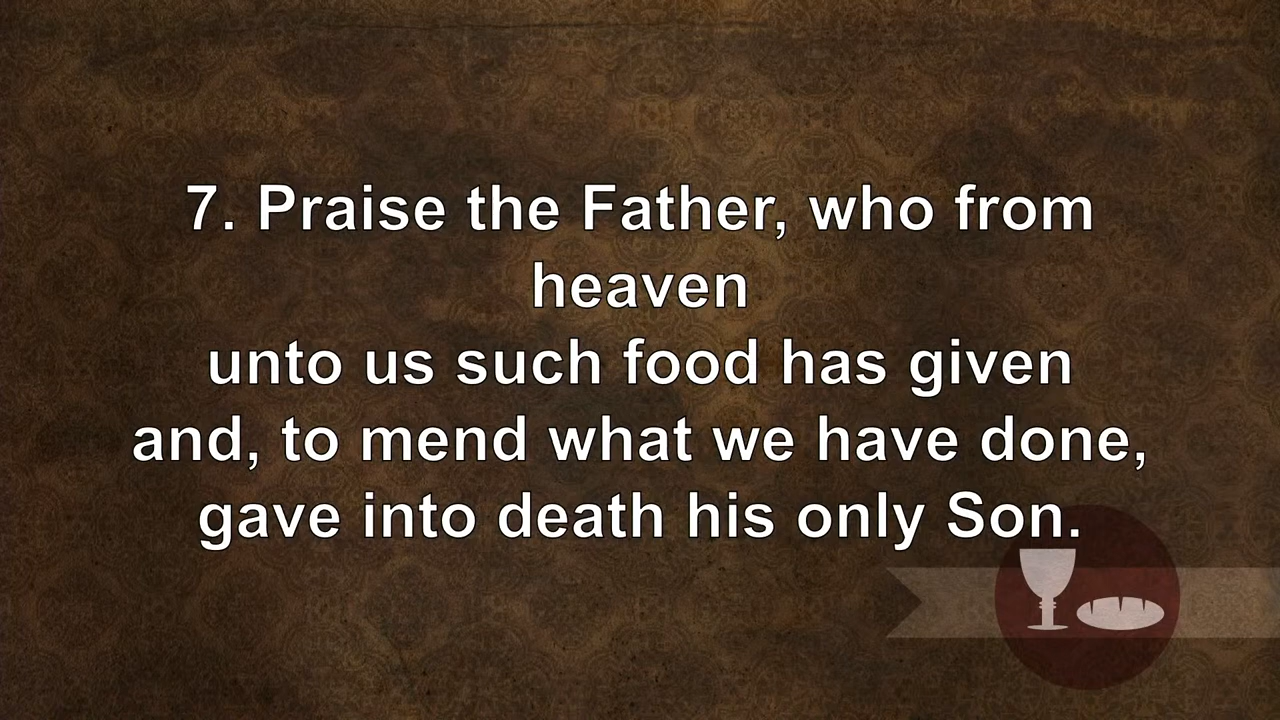 7. Praise the Father, who from
heaven
unto us such food has given
and, to mend what we have done,
gave into death his only Son.